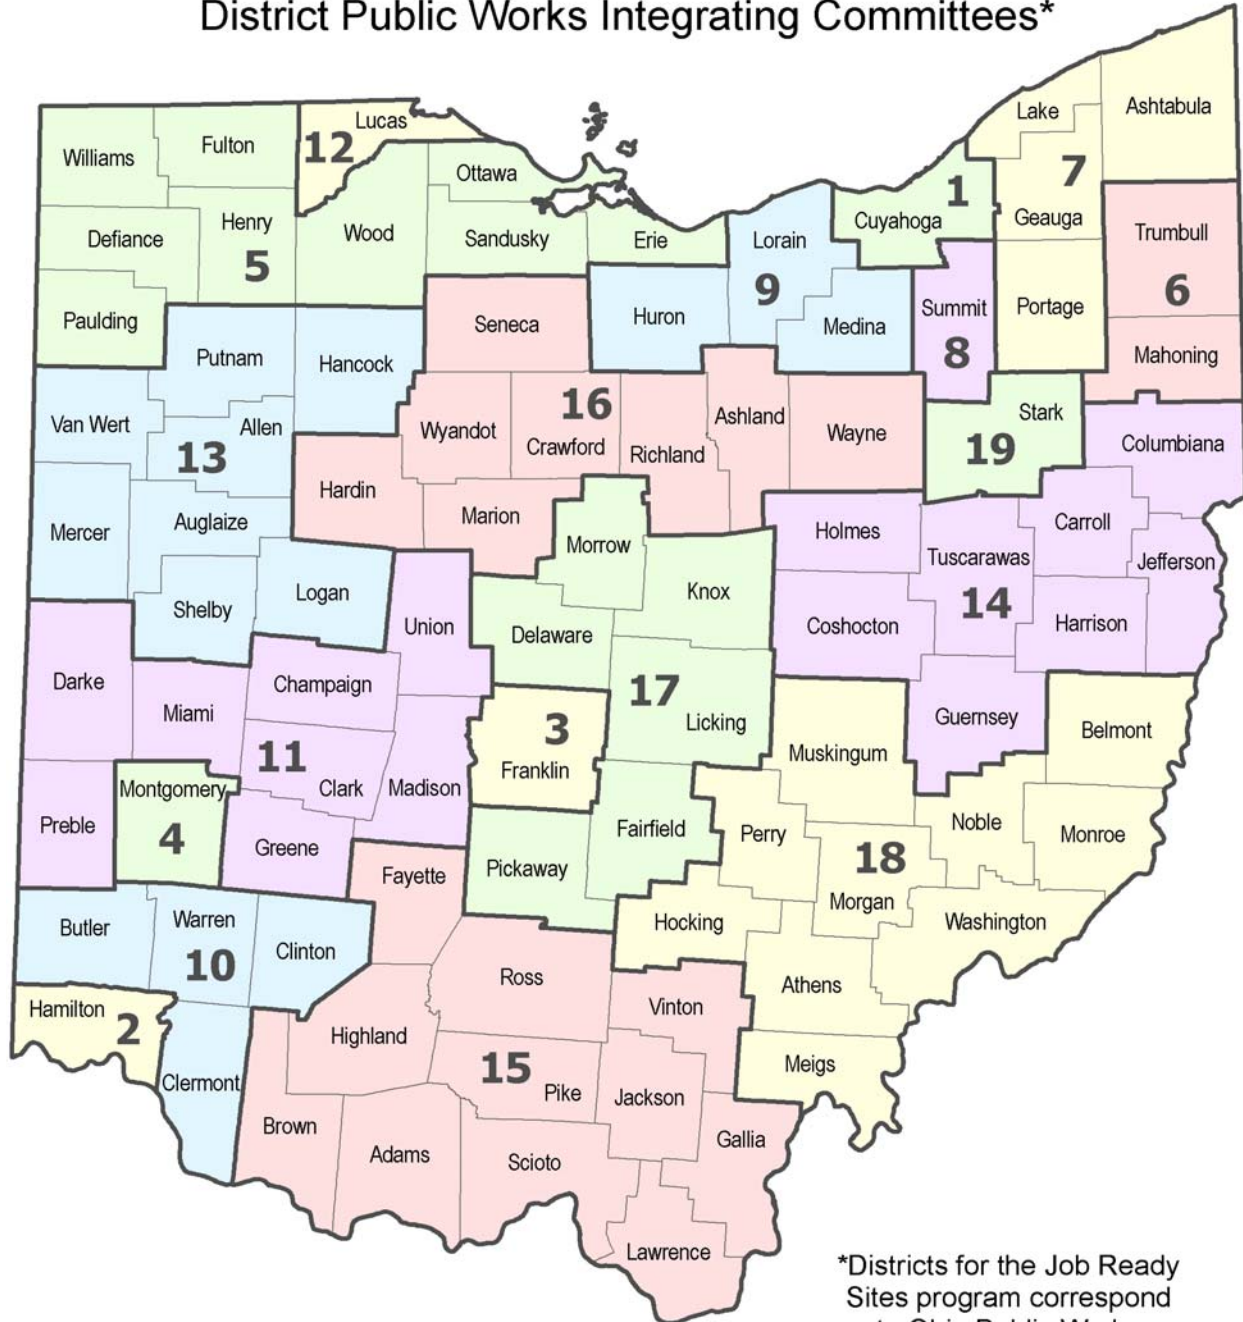 District Public Works Integrating Committees*
Lake
Ashtabula
Lucas
12
Williams
Fulton
Ottawa
7
1
Cuyahoga
Geauga
Henry
Wood
Defiance
Sandusky
Erie
Lorain
Trumbull
5
9
6
Paulding
Seneca
Huron
Medina
Summit
Portage
8
Mahoning
Putnam
Hancock
Van Wert
Allen
13
Wyandot
16
Crawford
Richland
Ashland
Wayne
Stark
19
Columbiana
Hardin
Marion
Mercer
Auglaize
Morrow
Holmes
Carroll
Tuscarawas
Jefferson
Logan
Shelby
Knox
Union
Delaware
Coshocton
14
Harrison
Darke
Champaign
Miami
17
Licking
Guernsey
Belmont
3
Franklin
Muskingum
11
Clark
Madison
Montgomery
4
Preble
Greene
Fairfield
Perry
Noble
Monroe
18
Morgan
Pickaway
Fayette
Butler
Warren
10
Clinton
Hocking
Washington
Ross
Athens
Vinton
Hamilton
2
Highland
Meigs
Clermont
15
Pike
Jackson
Brown
Adams
Scioto
Gallia
Lawrence
*Districts for the Job Ready
Sites program correspond
to Ohio Public Works